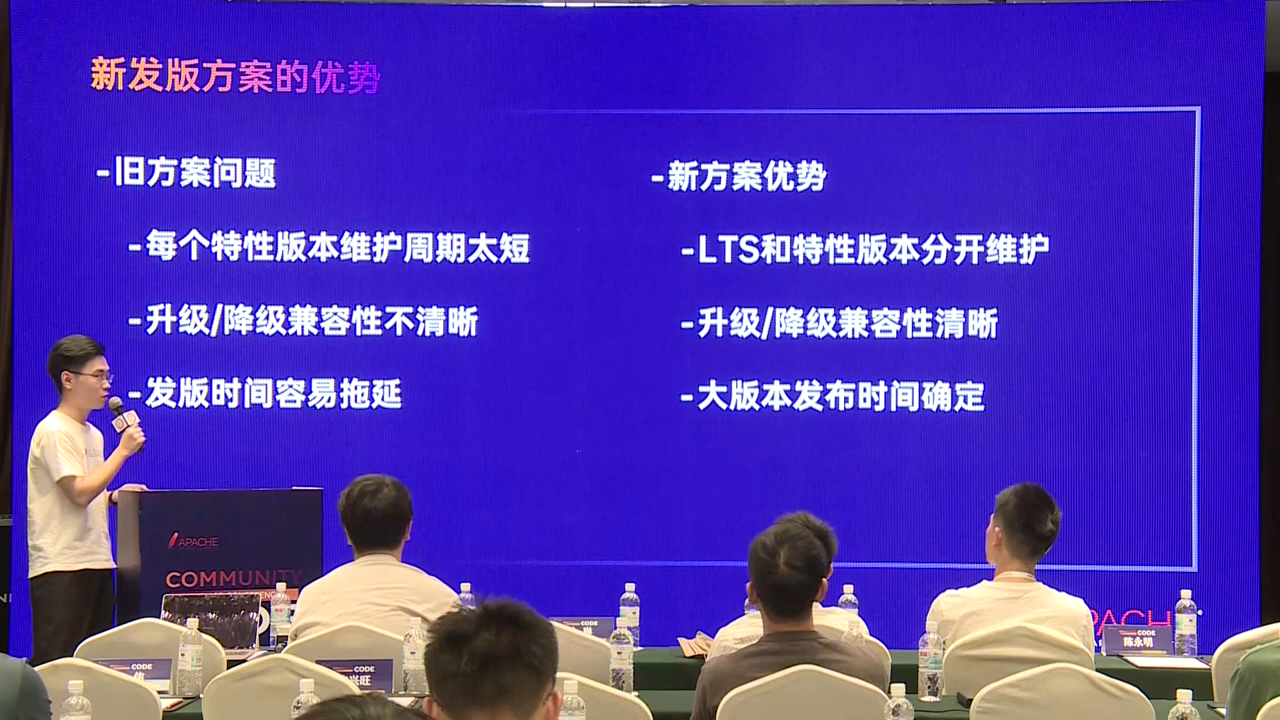 新发版方案的优势
-旧方案问题
-每个特性版本维护周期太短
-升级/降级兼容性不清晰
-发版时间容易拖延
-新方案优势
-LTS和特性版本分开维护
-升级/降级兼容性清晰
-大版本发布时间确定
APACHE
COMMUNITY
CODE
CODE
兴旺
CODE
陈永明